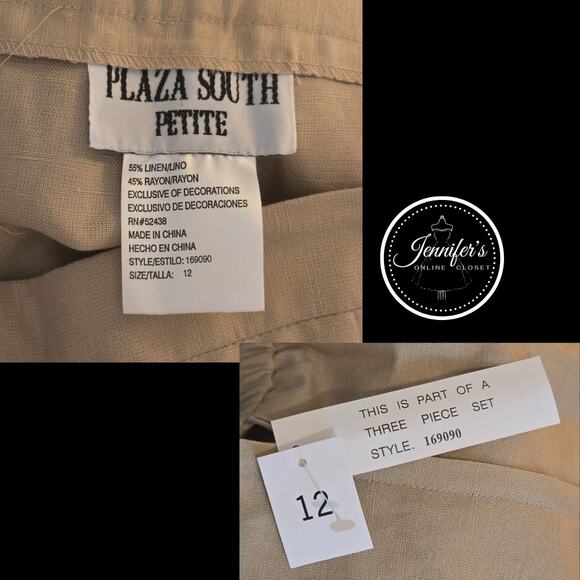 PLAZA SOUTH
PETITE
55% LINEN/LINO
45% RAYON/RAYON
EXCLUSIVE OF DECORATIONS
EXCLUSIVO DE DECORACIONES
RN#52438
MADE IN CHINA
HECHO EN CHINA
STYLE/ESTILO: 169090
SIZE/TALLA: 12
Jennifer's
ONLINE CLOSET
THIS IS PART OF A
THREE PIECE SET
STYLE. 169090
12